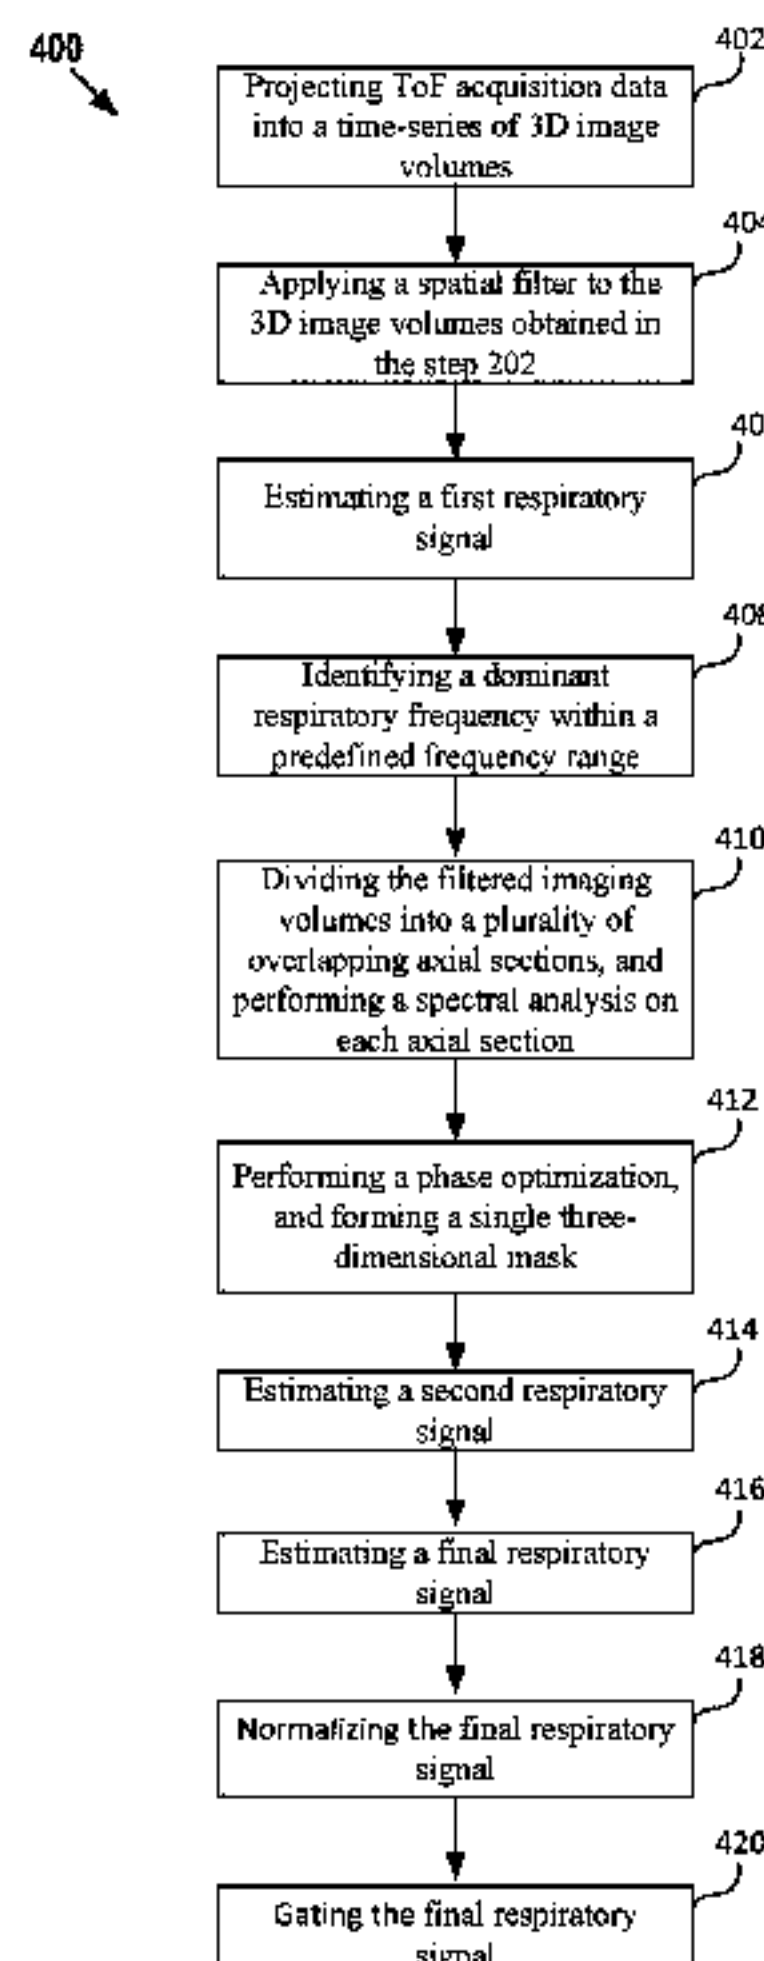 400
402
Projecting ToF acquisition data
into a time-series of 3D image
volumes
404
Applying a spatial filter to the
3D image volumes obtained in
the step 202
40
Estimating a first respiratory
signal
408
Identifying a dominant
respiratory frequency within a
predefined frequency range
410
Dividing the filtered imaging
volumes into a plurality of
overlapping axial sections, and
performing a spectral analysis on
each axial section
412
Performing a phase optimization,
and forming a single three-
dimensional mask
414
Estimating a second respiratory
signal
416
Estimating a final respiratory
signal
418
Normalizing the final respiratory
signal
420
Gating the final respiratory
signal